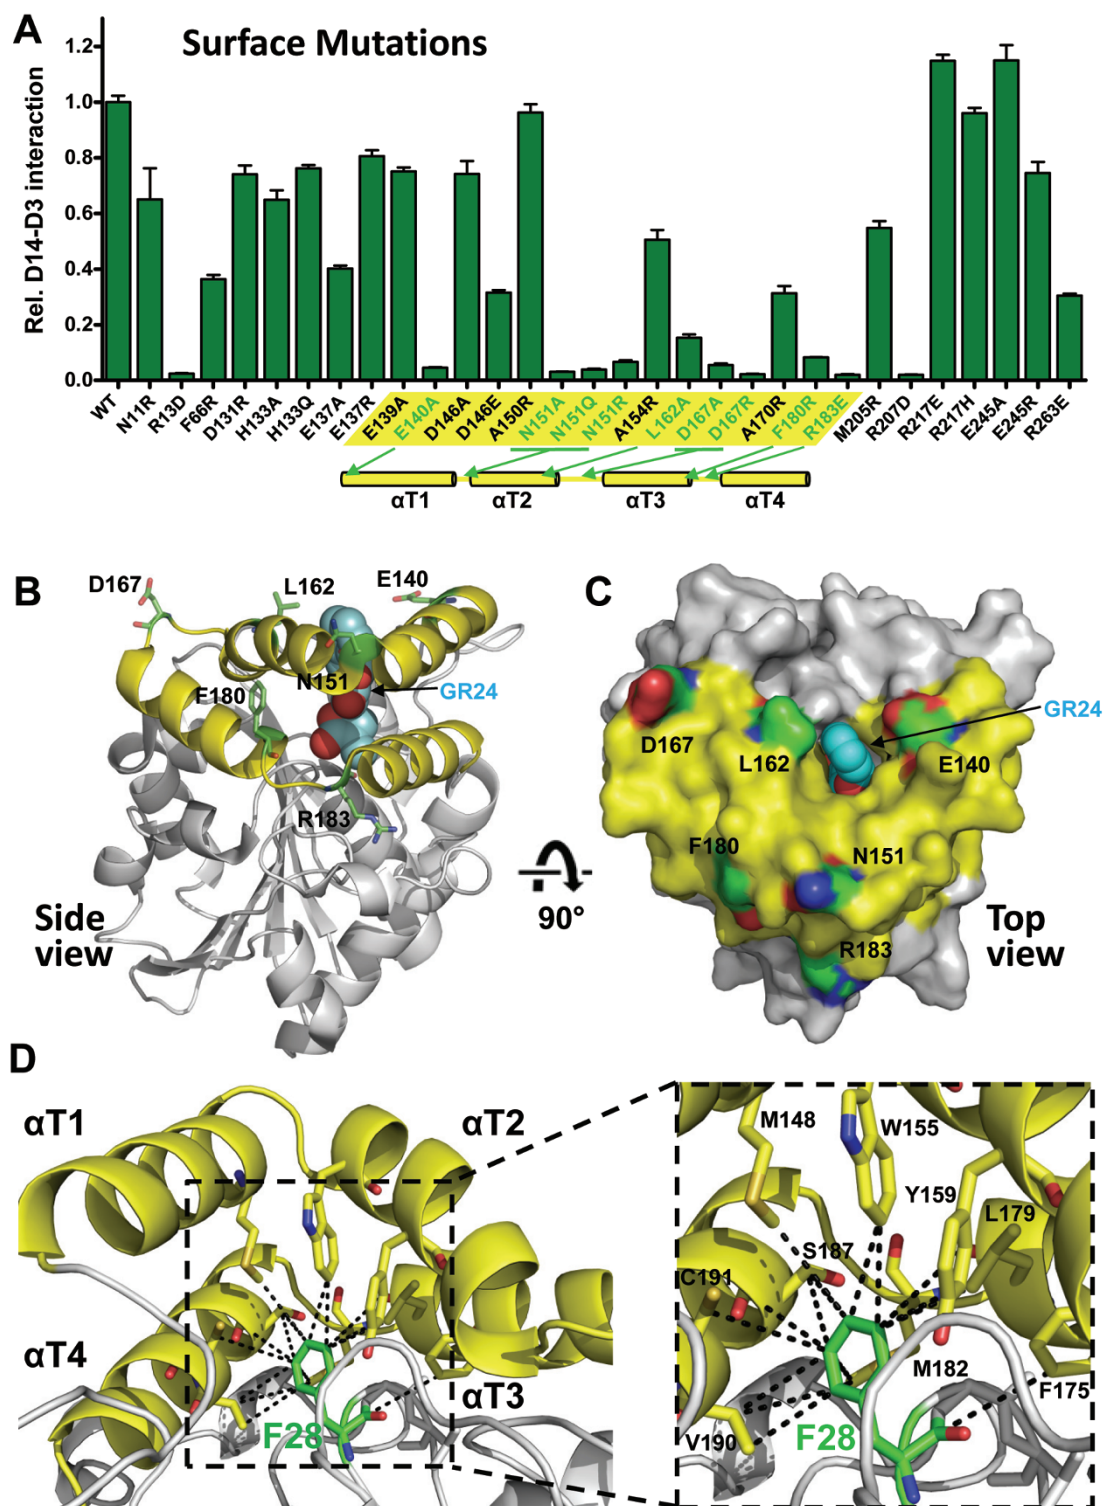 A
Surface Mutations
Rel. D14-D3 interaction
1.2
1.0
0.8
0.6
0.4
0.2
0.0
WT
N11R
R13D
F66R
D131R
H133A
H133Q
E137A
E137R
E139A
E140A
D146A
D146E
A150R
N151A
N151Q
N151R
A154R
L162A
D167A
D167R
A170R
F180R
R183E
M205R
R207D
R217E
R217H
E245A
E245R
R263E
αT1
αT2
αT3
αT4
B
D167
L162
E140
F180
N151
GR24
R183
Side
view
90°
C
D167
L162
GR24
E140
F180
N151
R183
Top
view
D
αT1
αT2
αT4
αT3
F28
M148
W155
Y159
L179
S187
C191
M182
F175
V190
F28